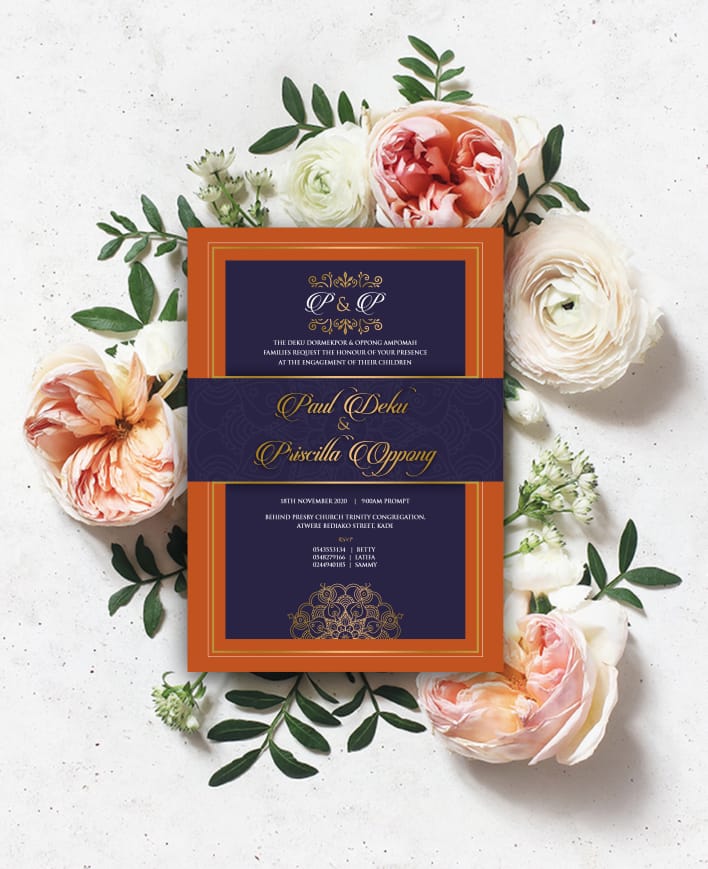 P & P
THE DEKU DORMEKPOR & OPPONG AMPOMAH
FAMILIES REQUEST THE HONOUR OF YOUR PRESENCE
AT THE ENGAGEMENT OF THEIR CHILDREN
Paul Deku
&
Priscilla Oppong
18TH NOVEMBER 2020 | 9:00AM PROMPT
BEHIND PRESBY CHURCH TRINITY CONGREGATION,
ATWERE BEDIAKO STREET, KADE
RSVP
0543553134 | BETTY
0548279166 | LATIFA
0244940185 | SAMMY